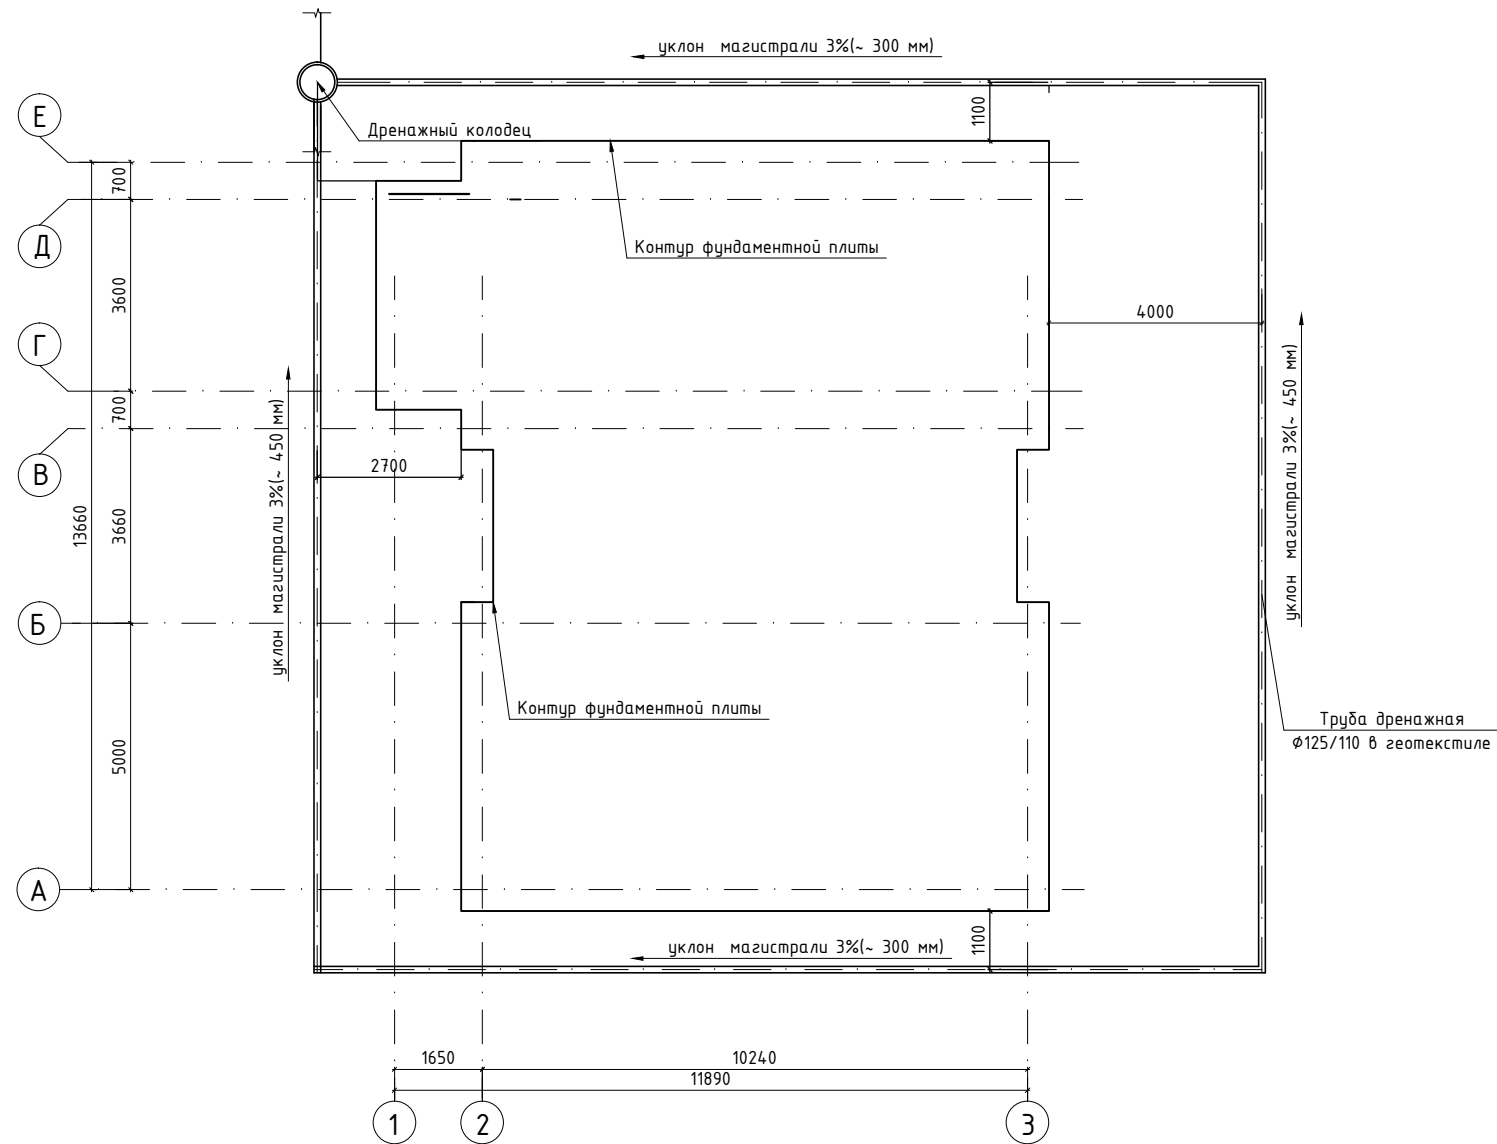 уклон магистрали 3%(~ 300 мм)
Е
Дренажный колодец
1100
700
Д
Контур фундаментной плиты
3600
4000
Г
700
уклон магистрали 3%(~ 450 мм)
уклон магистрали 3%(~ 450 мм)
В
2700
13660
3660
Б
Контур фундаментной плиты
Труба дренажная
Ф125/110 в геотекстиле
5000
А
уклон магистрали 3%(~ 300 мм)
1100
1650
10240
11890
1
2
3